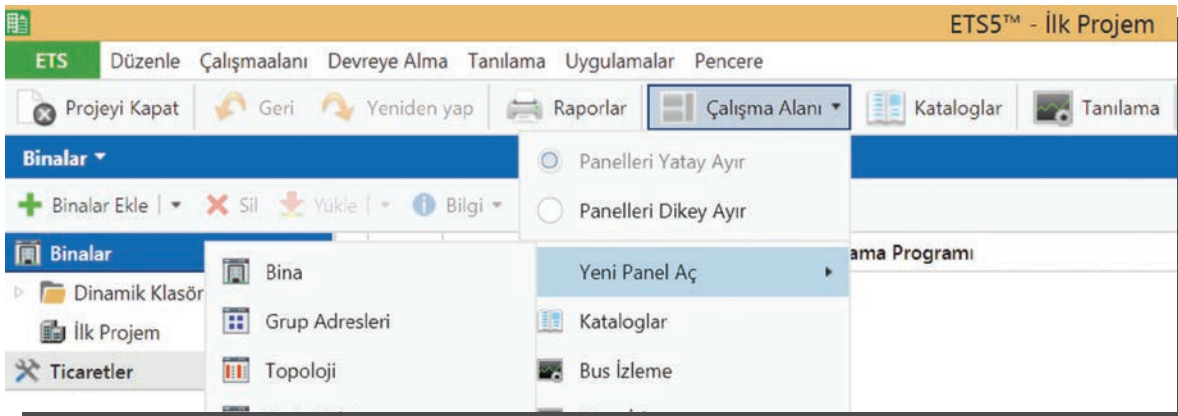 ETS5™ - İlk Projem
ETS Düzenle Çalışmaalanı Devreye Alma Tanılama Uygulamalar Pencere
Projeyi Kapat Geri Yeniden yap Raporlar Çalışma Alanı Kataloglar Tanılama
Binalar
Panelleri Yatay Ayır
Binalar Ekle Sil Yükle Bilgi
Panelleri Dikey Ayır
Binalar
ama Programı
Bina
Yeni Panel Aç
Dinamik Klasör
Grup Adresleri
Kataloglar
İlk Projem
Topoloji
Bus İzleme
Ticaretler